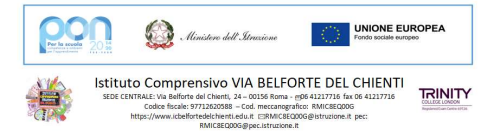 pon
Per la scuola
Ministero dell'Istruzione
UNIONE EUROPEA
Fondo sociale europeo
Istituto Comprensivo VIA BELFORTE DEL CHIENTI
SEDE CENTRALE: Via Belforte del Chienti, 24 – 00156 Roma - 06 41217716 fax 06 41217716
Codice fiscale: 97712620588 – Cod. meccanografico: RMIC8EQ00G
https://www.icbelfortedelchienti.edu.it RMIC8EQ00G@istruzione.it pec:
RMIC8EQ00G@pec.istruzione.it
TRINITY
COLLEGE LONDON